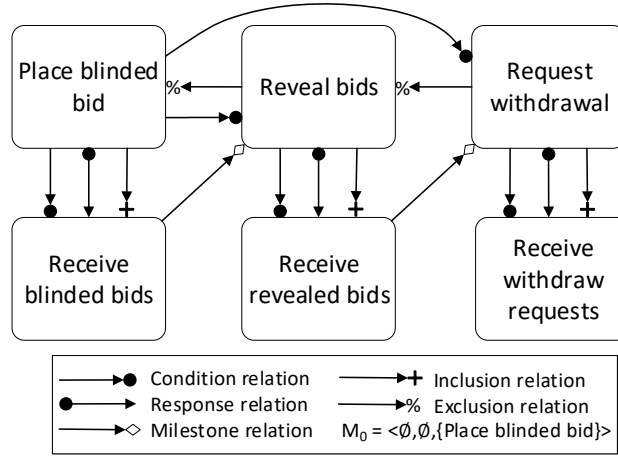 Place blinded
bid
%
Reveal bids
%
Request
withdrawal
Receive
blinded bids
Receive
revealed bids
Receive
withdraw
requests
Condition relation
Inclusion relation
Response relation
% Exclusion relation
Milestone relation
M₀ = <Ø,Ø,{Place blinded bid}>